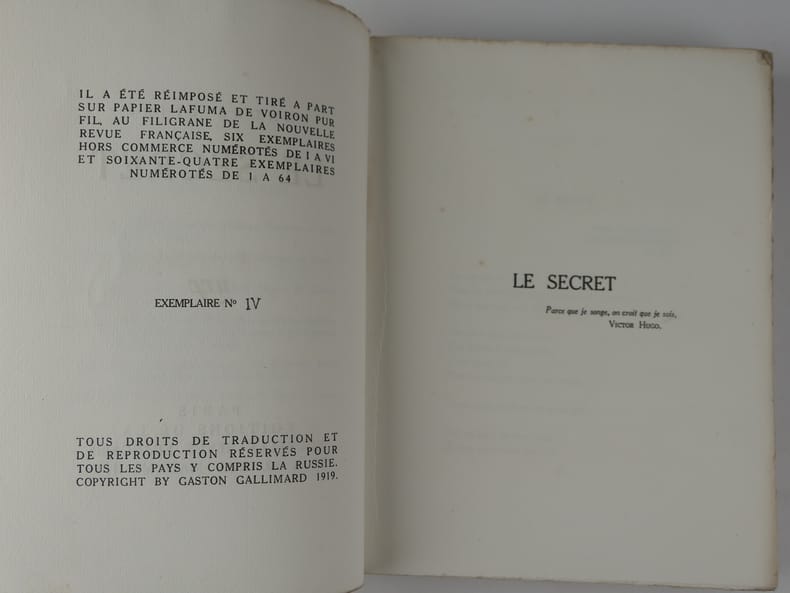 IL A ÉTÉ RÉIMPOSÉ ET TIRÉ A PART
SUR PAPIER LAFUMA DE VOIRON PUR
FIL, AU FILIGRANE DE LA NOUVELLE
REVUE FRANÇAISE, SIX EXEMPLAIRES
HORS COMMERCE NUMÉROTÉS DE I A VI
ET SOIXANTE-QUATRE EXEMPLAIRES
NUMÉROTÉS DE 1 A 64
EXEMPLAIRE No IV
TOUS DROITS DE TRADUCTION ET
DE REPRODUCTION RÉSERVÉS POUR
TOUS LES PAYS Y COMPRIS LA RUSSIE.
COPYRIGHT BY GASTON GALLIMARD 1919.
LE SECRET
Parce que je songe, on croit que je suis,
VICTOR HUGO.